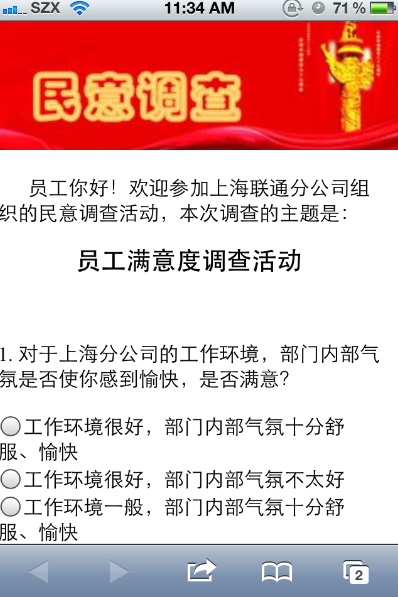 SZX 11:34 AM 71%
民意调查
员工你好！欢迎参加上海联通分公司组
织的民意调查活动，本次调查的主题是：
员工满意度调查活动
1. 对于上海分公司的工作环境，部门内部气
氛是否使你感到愉快，是否满意？
工作环境很好，部门内部气氛十分舒
服、愉快
工作环境很好，部门内部气氛不太好
工作环境一般，部门内部气氛十分舒
服、愉快
2